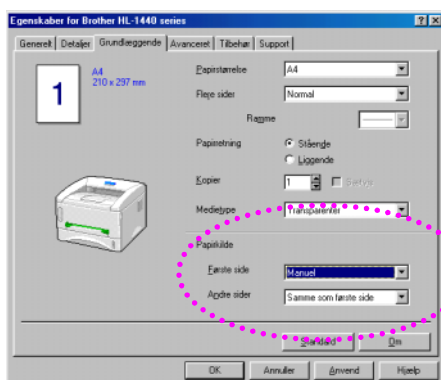 Egenskaber for Brother HL-1440 series
Generelt Detaljer Grundlæggende Avanceret Tilbehør Support
1
A4
210 x 297 mm
Papirstørrelse A4
Flere sider Normal
Ramme
Papirretning Stående
Liggende
Kopier 1 Sætvis
Medietype Transparenter
Papirkilde
Første side Manuel
Andre sider Samme som første side
Standard Om
OK Annuller Anvend Hjælp